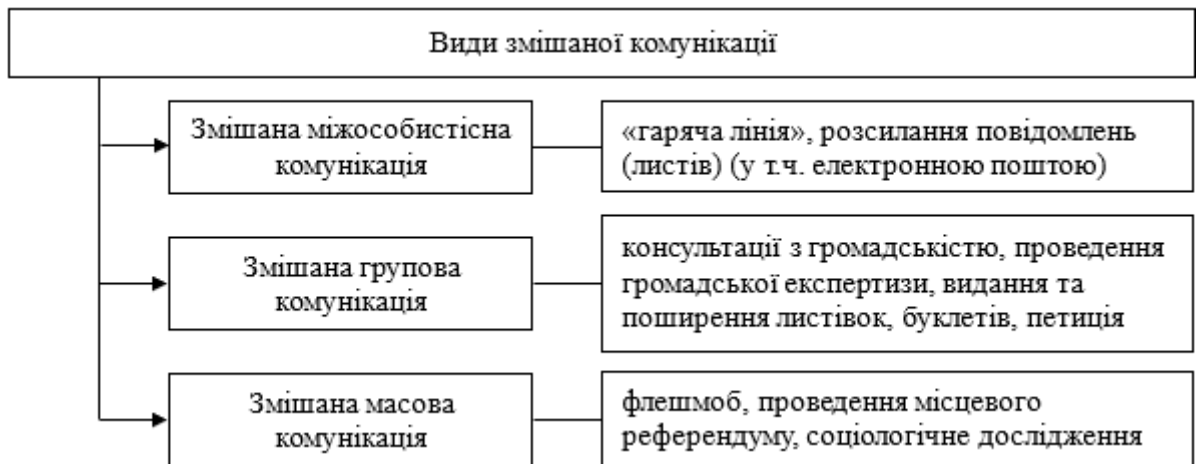 Види змішаної комунікації
Змішана міжособистісна
комунікація
«гаряча лінія», розсилання повідомлень
(листів) (у т.ч. електронною поштою)
Змішана групова
комунікація
консультації з громадськістю, проведення
громадської експертизи, видання та
поширення листівок, буклетів, петиція
Змішана масова
комунікація
флешмоб, проведення місцевого
референдуму, соціологічне дослідження